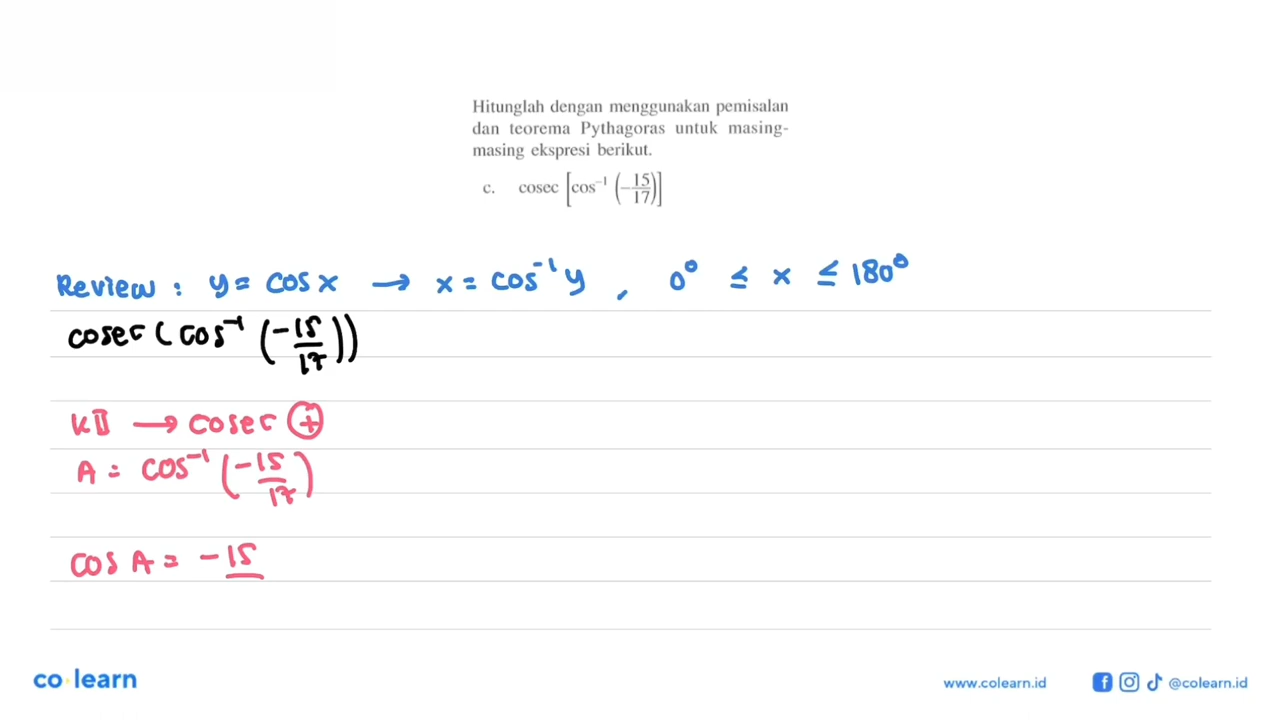 Hitunglah dengan menggunakan pemisalan
dan teorema Pythagoras untuk masing-
masing ekspresi berikut.
c. cosec [cos⁻¹ (−15/17)]
Review : y = cos x → x = cos⁻¹ y , 0° ≤ x ≤ 180°
cosec (cos⁻¹ (−15/17))
KII → cosec (+)
A = cos⁻¹ (−15/17)
cos A = −15
co learn
www.colearn.id
@colearn.id